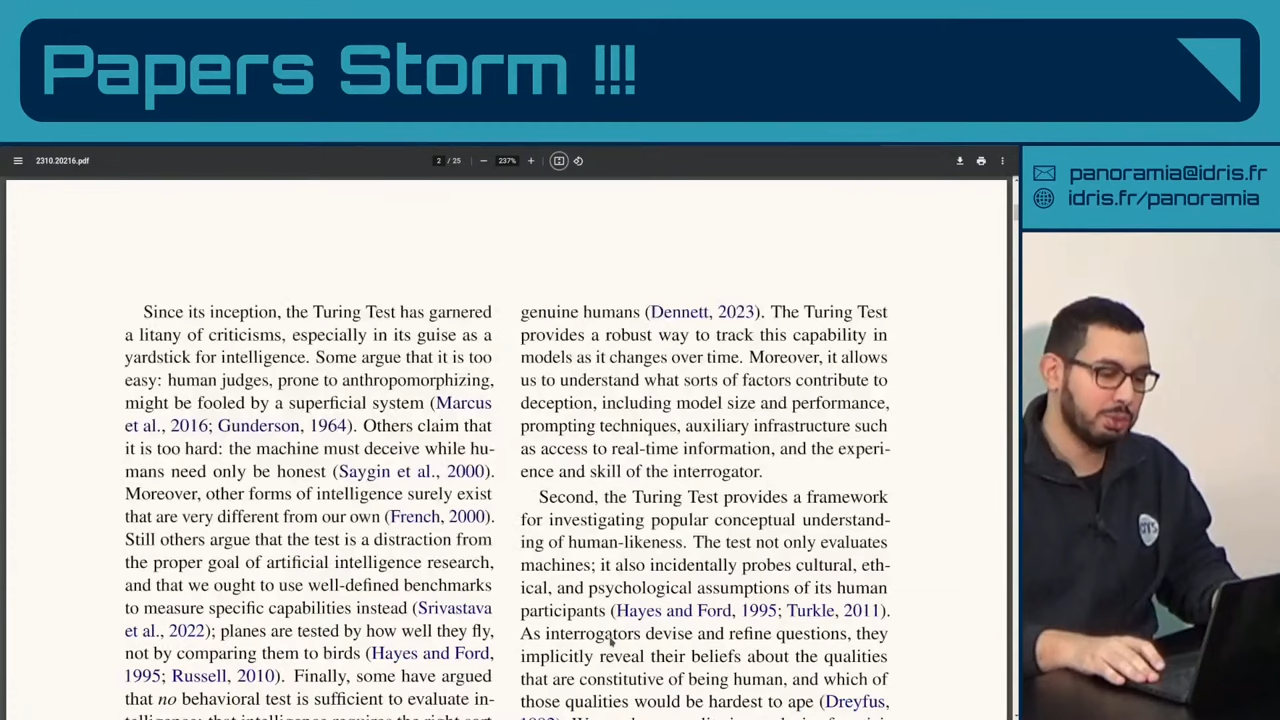 Papers Storm !!!
2310.20216.pdf
2 / 25
237%
panoramia@idris.fr
idris.fr/panoramia
Since its inception, the Turing Test has garnered
a litany of criticisms, especially in its guise as a
yardstick for intelligence. Some argue that it is too
easy: human judges, prone to anthropomorphizing,
might be fooled by a superficial system (Marcus
et al., 2016; Gunderson, 1964). Others claim that
it is too hard: the machine must deceive while hu-
mans need only be honest (Saygin et al., 2000).
Moreover, other forms of intelligence surely exist
that are very different from our own (French, 2000).
Still others argue that the test is a distraction from
the proper goal of artificial intelligence research,
and that we ought to use well-defined benchmarks
to measure specific capabilities instead (Srivastava
et al., 2022); planes are tested by how well they fly,
not by comparing them to birds (Hayes and Ford,
1995; Russell, 2010). Finally, some have argued
that no behavioral test is sufficient to evaluate in-
telligence: that intelligence requires the right sort
genuine humans (Dennett, 2023). The Turing Test
provides a robust way to track this capability in
models as it changes over time. Moreover, it allows
us to understand what sorts of factors contribute to
deception, including model size and performance,
prompting techniques, auxiliary infrastructure such
as access to real-time information, and the experi-
ence and skill of the interrogator.
Second, the Turing Test provides a framework
for investigating popular conceptual understand-
ing of human-likeness. The test not only evaluates
machines; it also incidentally probes cultural, eth-
ical, and psychological assumptions of its human
participants (Hayes and Ford, 1995; Turkle, 2011).
As interrogators devise and refine questions, they
implicitly reveal their beliefs about the qualities
that are constitutive of being human, and which of
those qualities would be hardest to ape (Dreyfus,
cnrs